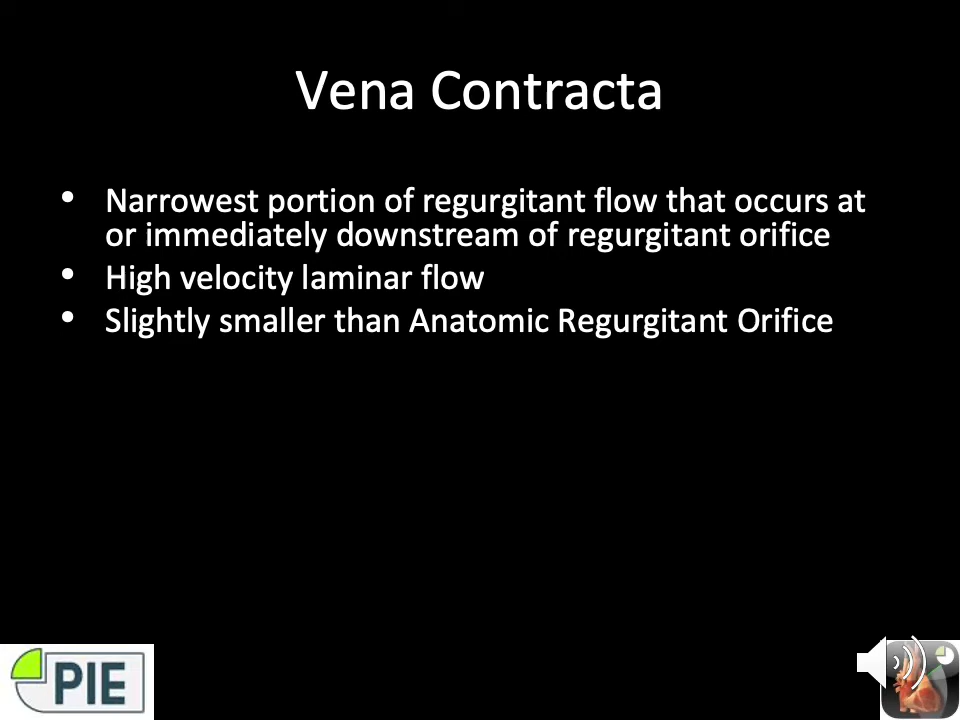 Vena Contracta
• Narrowest portion of regurgitant flow that occurs at
or immediately downstream of regurgitant orifice
• High velocity laminar flow
• Slightly smaller than Anatomic Regurgitant Orifice
PIE